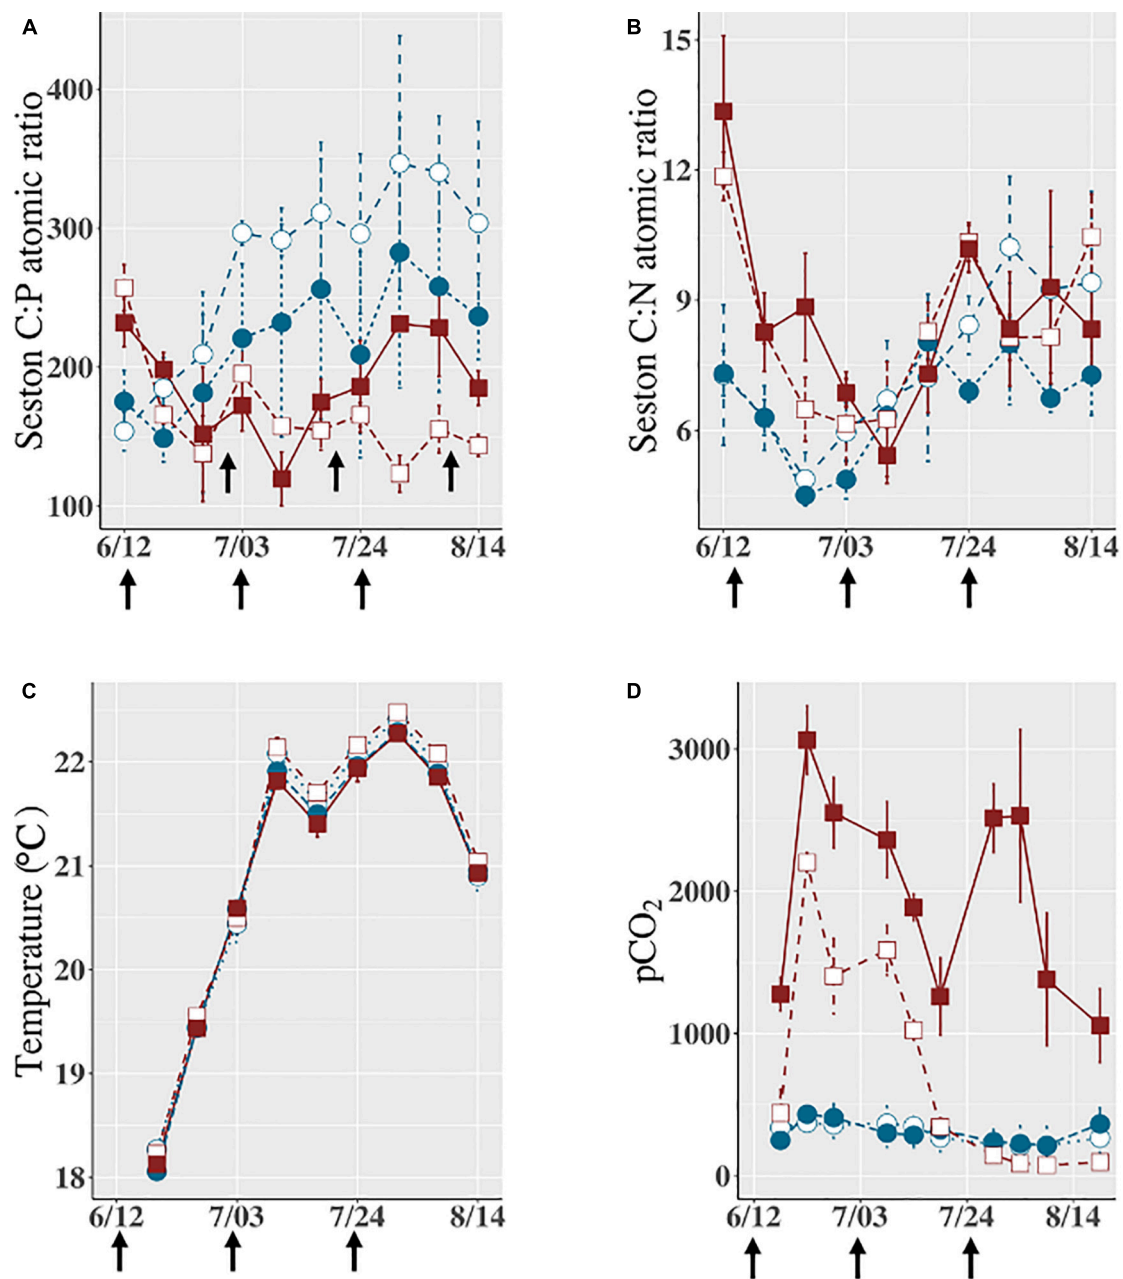 A
Seston C:P atomic ratio
400
300
200
100
6/12 7/03 7/24 8/14
B
Seston C:N atomic ratio
15
12
9
6
6/12 7/03 7/24 8/14
C
Temperature (°C)
22
21
20
19
18
6/12 7/03 7/24 8/14
D
pCO2
3000
2000
1000
0
6/12 7/03 7/24 8/14